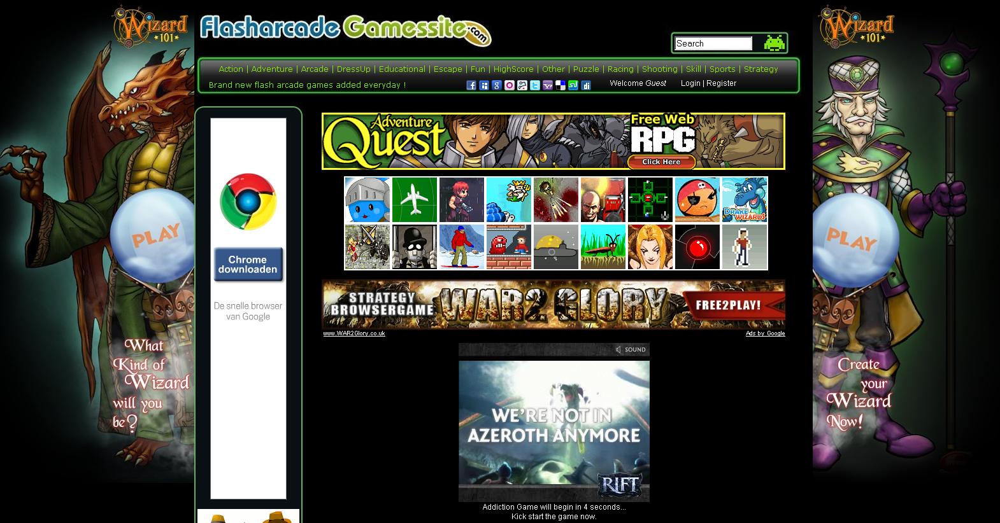 Wizard
101
Flasharcade Gamessite.com
Search
Wizard
101
Action | Adventure | Arcade | DressUp | Educational | Escape | Fun | HighScore | Other | Puzzle | Racing | Shooting | Skill | Sports | Strategy
Brand new flash arcade games added everyday !
Welcome Guest
Login | Register
Adventure
Quest
Free Web
RPG
Click Here
DRAKE
WIZARDS
PLAY
Chrome
downloaden
De snelle browser
van Google
STRATEGY
BROWSERGAME
WAR2GLORY
FREE2PLAY!
www.WAR2Glory.co.uk
Ads by Google
SOUND
WE'RE NOT IN
AZEROTH ANYMORE
RIFT
Addiction Game will begin in 4 seconds...
Kick start the game now.
What
Kind of
Wizard
will you
be?
PLAY
Create
your
Wizard
Now!